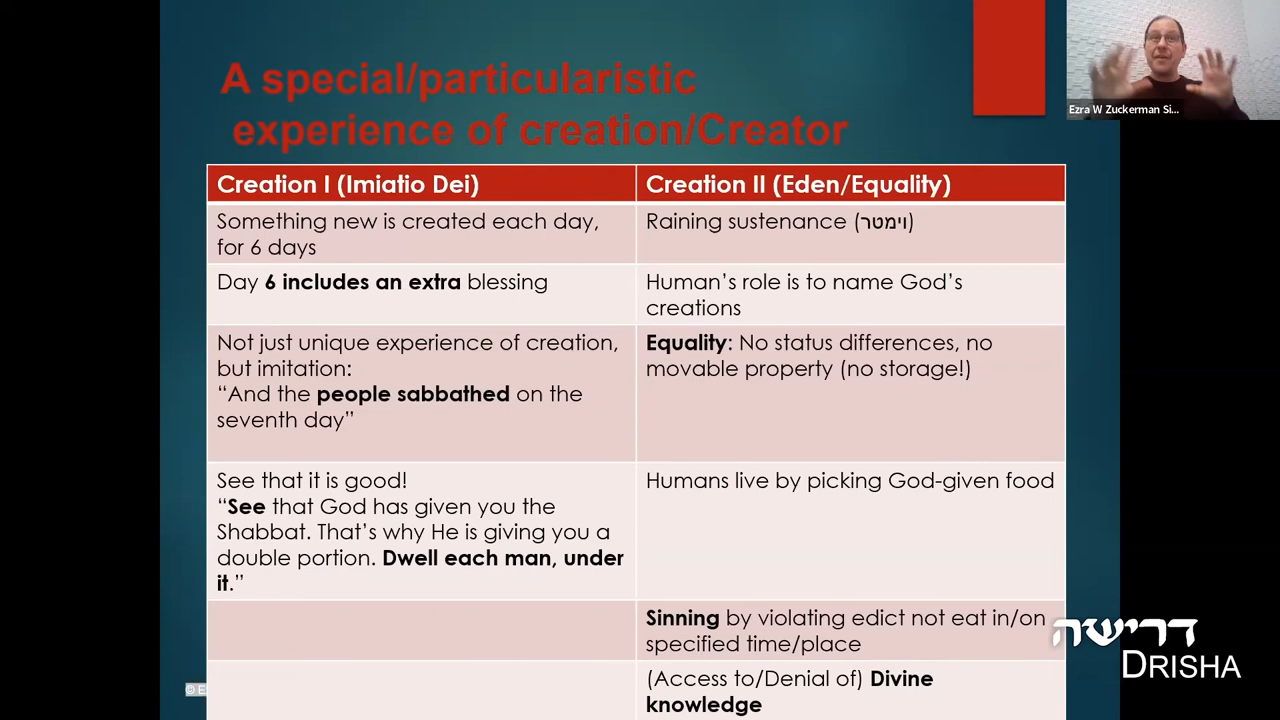 A special/particularistic
experience of creation/Creator
Ezra W Zuckerman Si...
Creation I (Imiatio Dei)
Creation II (Eden/Equality)
Something new is created each day,
for 6 days
Raining sustenance (וימטר)
Day 6 includes an extra blessing
Human's role is to name God's
creations
Not just unique experience of creation,
but imitation:
“And the people sabbathed on the
seventh day”
Equality: No status differences, no
movable property (no storage!)
See that it is good!
“See that God has given you the
Shabbat. That's why He is giving you a
double portion. Dwell each man, under
it.”
Humans live by picking God-given food
Sinning by violating edict not eat in/on
specified time/place
(Access to/Denial of) Divine
knowledge
דרישה
DRISHA